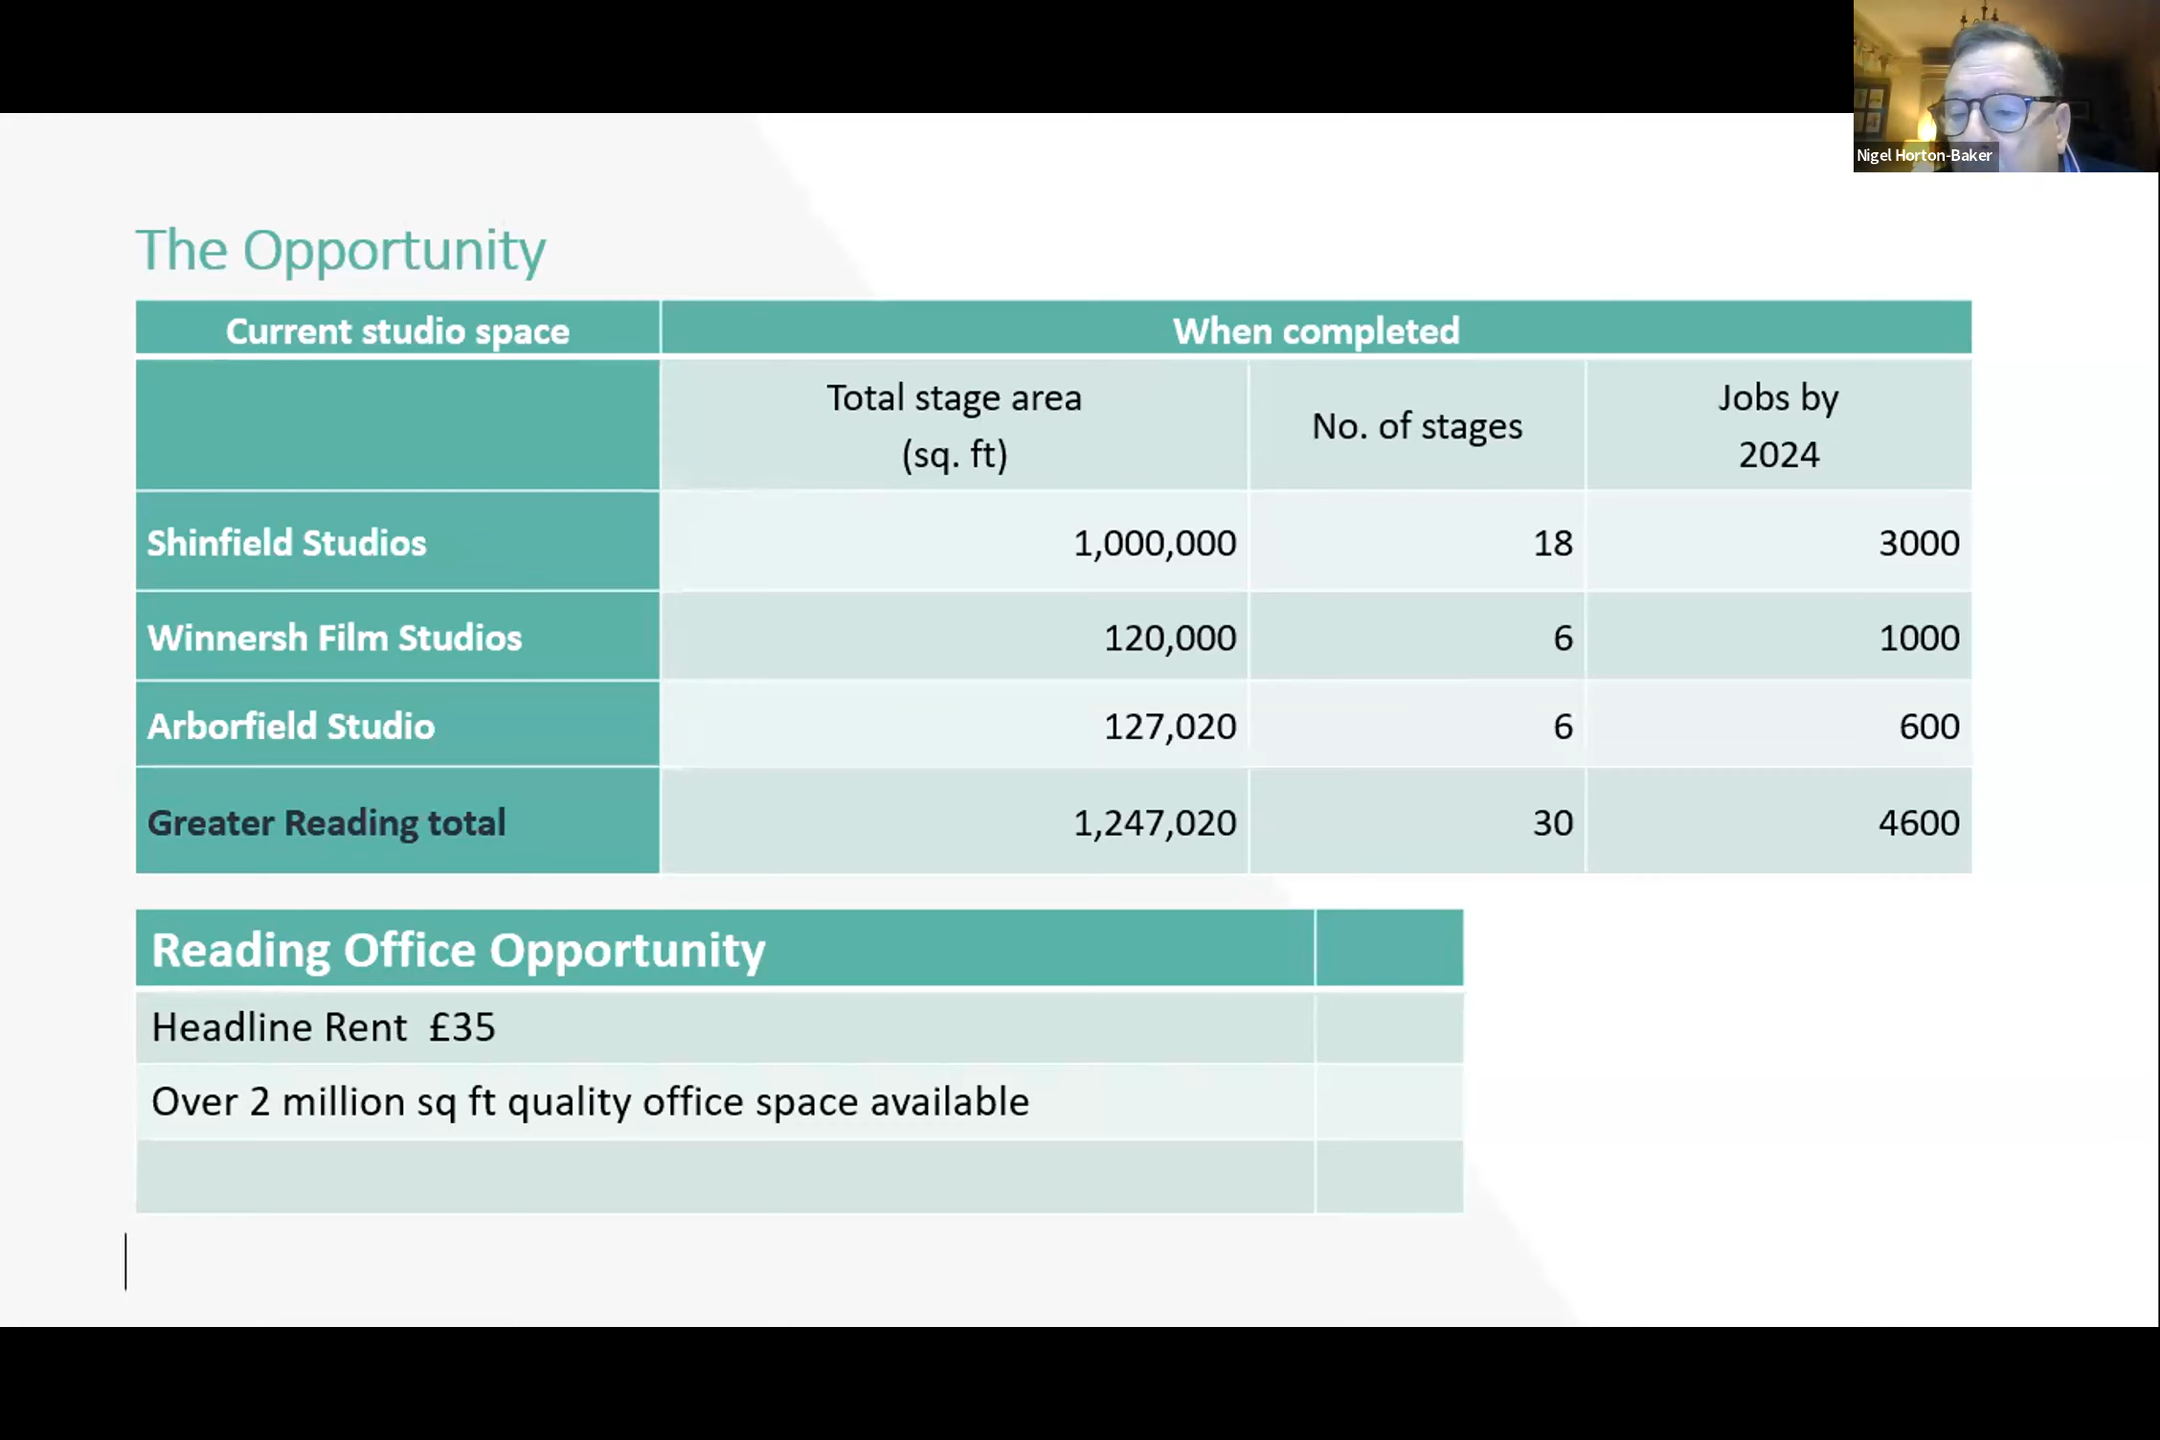 Nigel Horton-Baker
The Opportunity
Current studio space When completed
Total stage area
(sq. ft)
No. of stages
Jobs by
2024
Shinfield Studios 1,000,000 18 3000
Winnersh Film Studios 120,000 6 1000
Arborfield Studio 127,020 6 600
Greater Reading total 1,247,020 30 4600
Reading Office Opportunity
Headline Rent £35
Over 2 million sq ft quality office space available